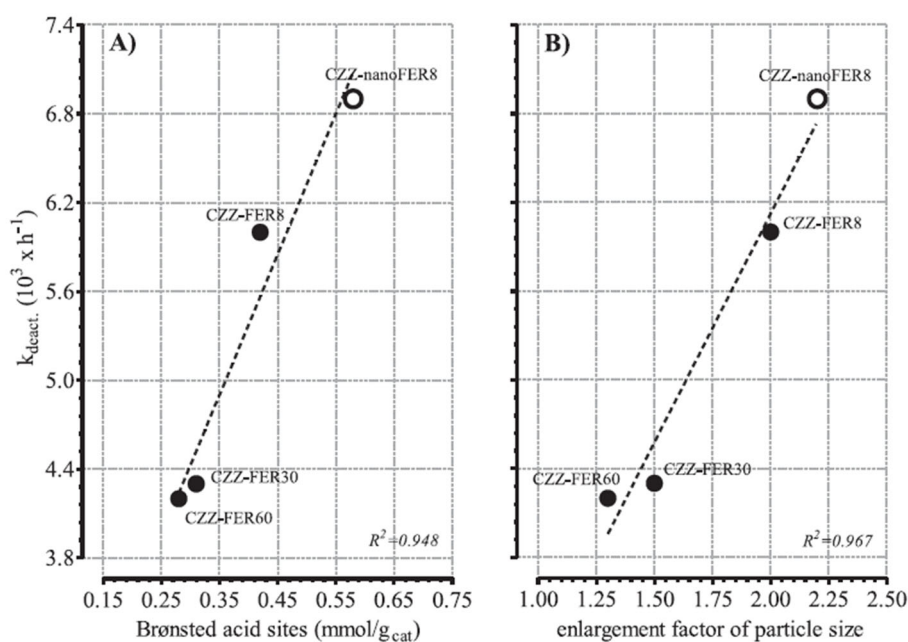 A)
B)
CZZ-nanoFER8
CZZ-nanoFER8
CZZ-FER8
CZZ-FER8
CZZ-FER30
CZZ-FER60
CZZ-FER60
CZZ-FER30
R²=0.948
R²=0.967
7.4
6.8
6.2
5.6
5.0
4.4
3.8
k_deact. (10³ x h⁻¹)
0.15 0.25 0.35 0.45 0.55 0.65 0.75
1.00 1.25 1.50 1.75 2.00 2.25 2.50
Brønsted acid sites (mmol/g_cat)
enlargement factor of particle size